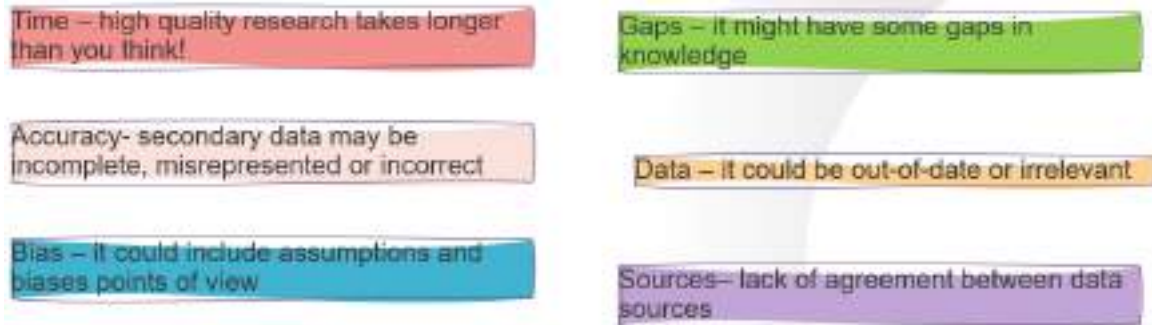 Time – high quality research takes longer
than you think!
Accuracy- secondary data may be
incomplete, misrepresented or incorrect
Bias – it could include assumptions and
biases points of view
Gaps – it might have some gaps in
knowledge
Data – it could be out-of-date or irrelevant
Sources– lack of agreement between data
sources